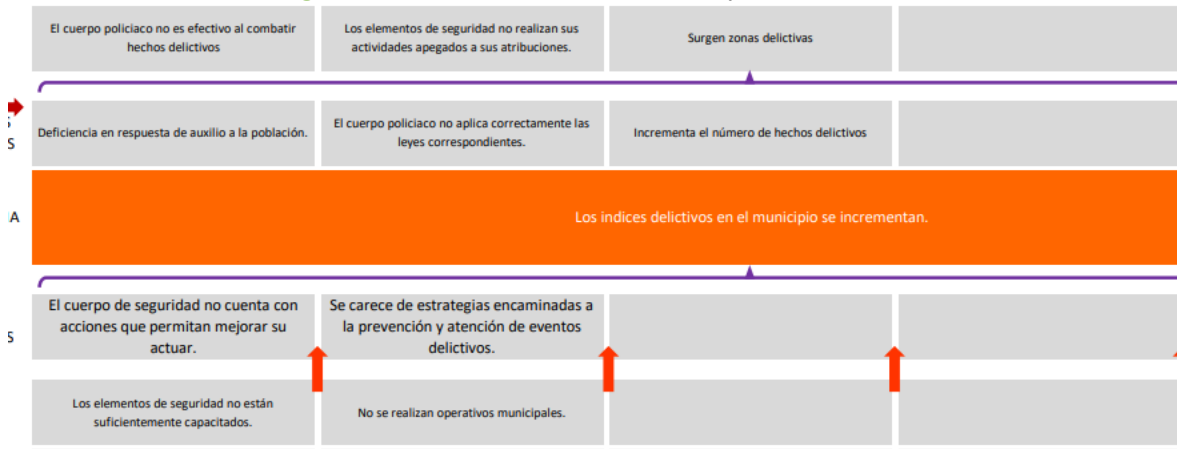 El cuerpo policiaco no es efectivo al combatir
hechos delictivos
Los elementos de seguridad no realizan sus
actividades apegados a sus atribuciones.
Surgen zonas delictivas
S
Deficiencia en respuesta de auxilio a la población.
El cuerpo policiaco no aplica correctamente las
leyes correspondientes.
Incrementa el número de hechos delictivos
A
Los indices delictivos en el municipio se incrementan.
El cuerpo de seguridad no cuenta con
acciones que permitan mejorar su
actuar.
Se carece de estrategias encaminadas a
la prevención y atención de eventos
delictivos.
S
Los elementos de seguridad no están
suficientemente capacitados.
No se realizan operativos municipales.